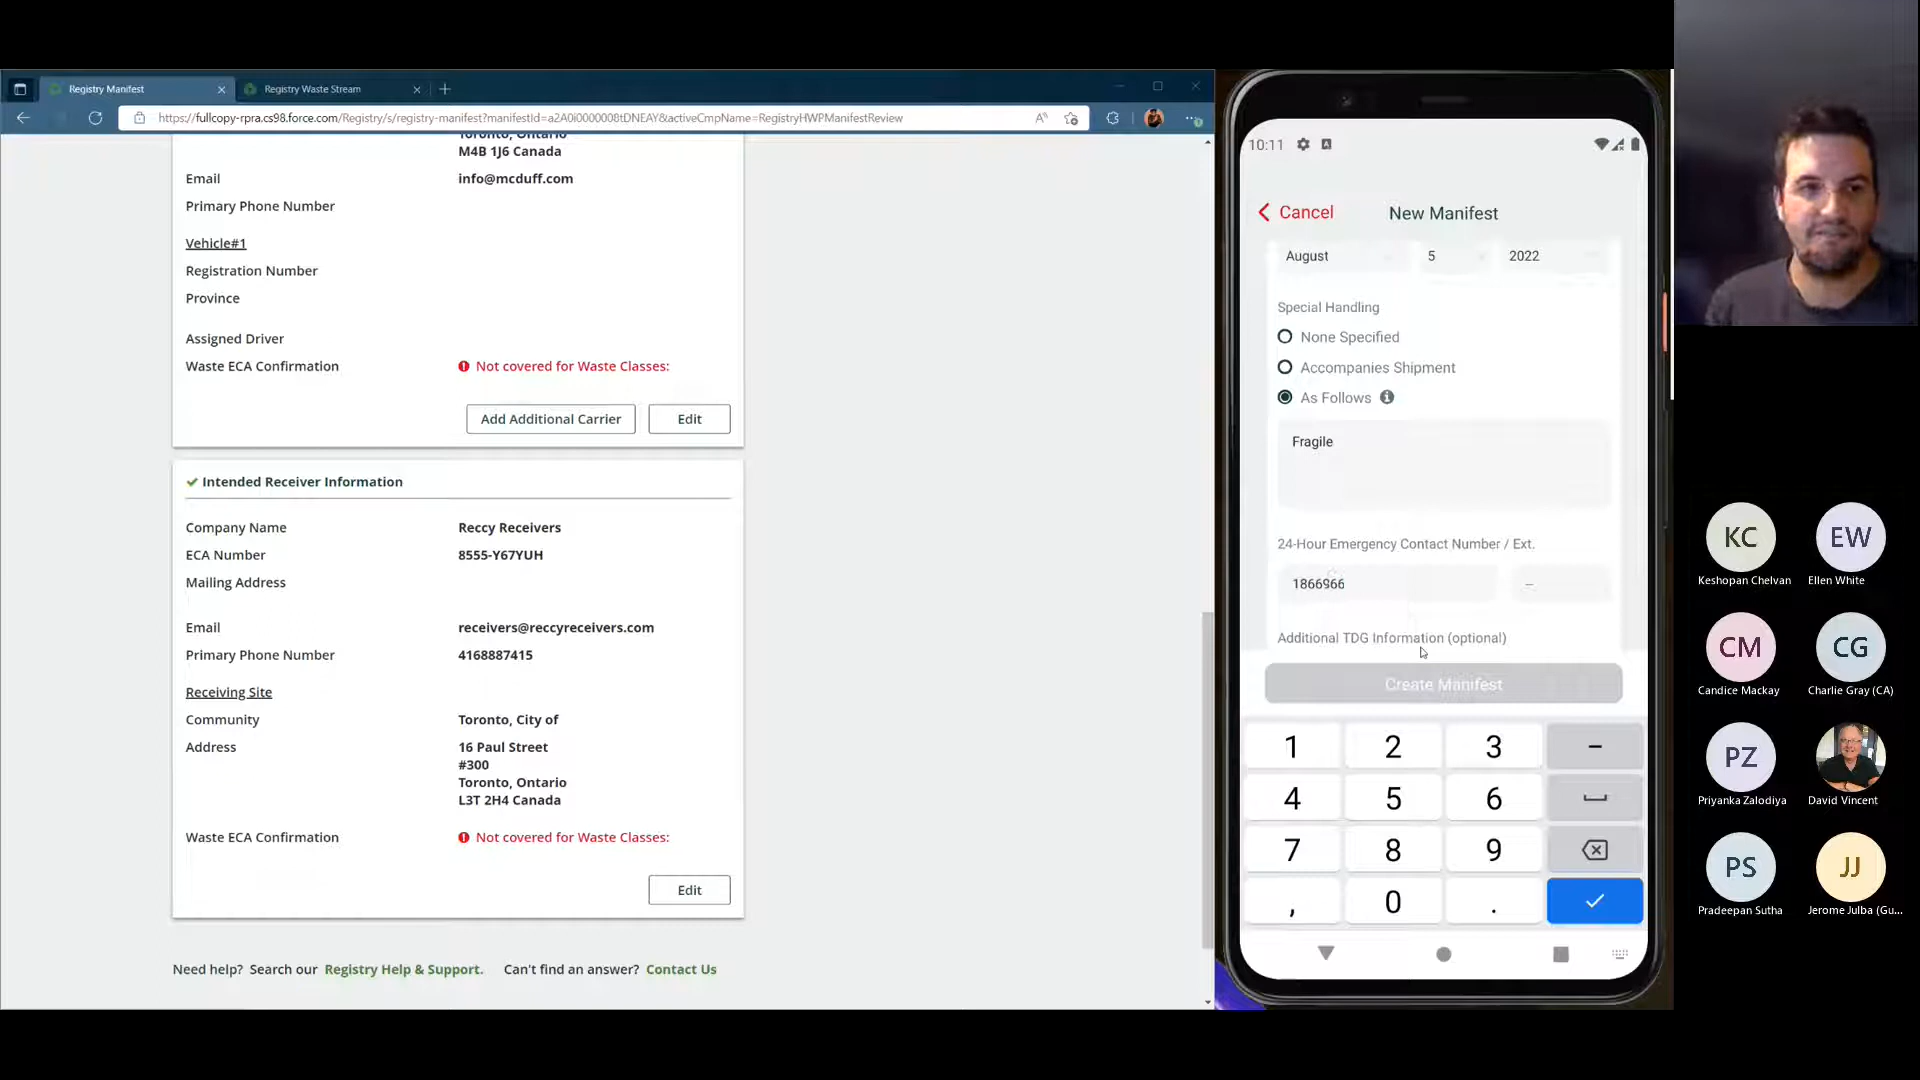 Registry Manifest
Registry Waste Stream
https://fullcopy-rpra.cs98.force.com/Registry/s/registry-manifest?manifestId=a2A0i0000008tDNEAY&activeCmpName=RegistryHWPManifestReview
Toronto, Ontario
M4B 1J6 Canada
Email info@mcduff.com
Primary Phone Number
Vehicle#1
Registration Number
Province
Assigned Driver
Waste ECA Confirmation Not covered for Waste Classes:
Add Additional Carrier Edit
Intended Receiver Information
Company Name Reccy Receivers
ECA Number 8555-Y67YUH
Mailing Address
Email receivers@reccyreceivers.com
Primary Phone Number 4168887415
Receiving Site
Community Toronto, City of
Address 16 Paul Street
#300
Toronto, Ontario
L3T 2H4 Canada
Waste ECA Confirmation Not covered for Waste Classes:
Edit
Need help? Search our Registry Help & Support. Can't find an answer? Contact Us
10:11
Cancel New Manifest
August 5 2022
Special Handling
None Specified
Accompanies Shipment
As Follows
Fragile
24-Hour Emergency Contact Number / Ext.
1866966 –
Additional TDG Information (optional)
Create Manifest
1 2 3 –
4 5 6
7 8 9
, 0 .
KC EW
Keshopan Chelvan Ellen White
CM CG
Candice Mackay Charlie Gray (CA)
PZ
Priyanka Zalodiya David Vincent
PS JJ
Pradeepan Sutha Jerome Julba (Gu...